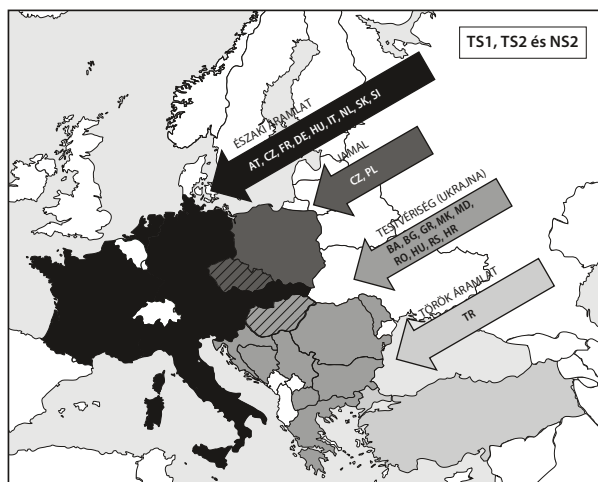 TS1, TS2 és NS2
ÉSZAKI ÁRAMLAT
AT, CZ, FR, DE, HU, IT, NL, SK, SI
JAMAL
CZ, PL
TESTVÉRISÉG (UKRAJNA)
BA, BG, GR, MK, MD,
RO, HU, RS, HR
TÖRÖK ÁRAMLAT
TR